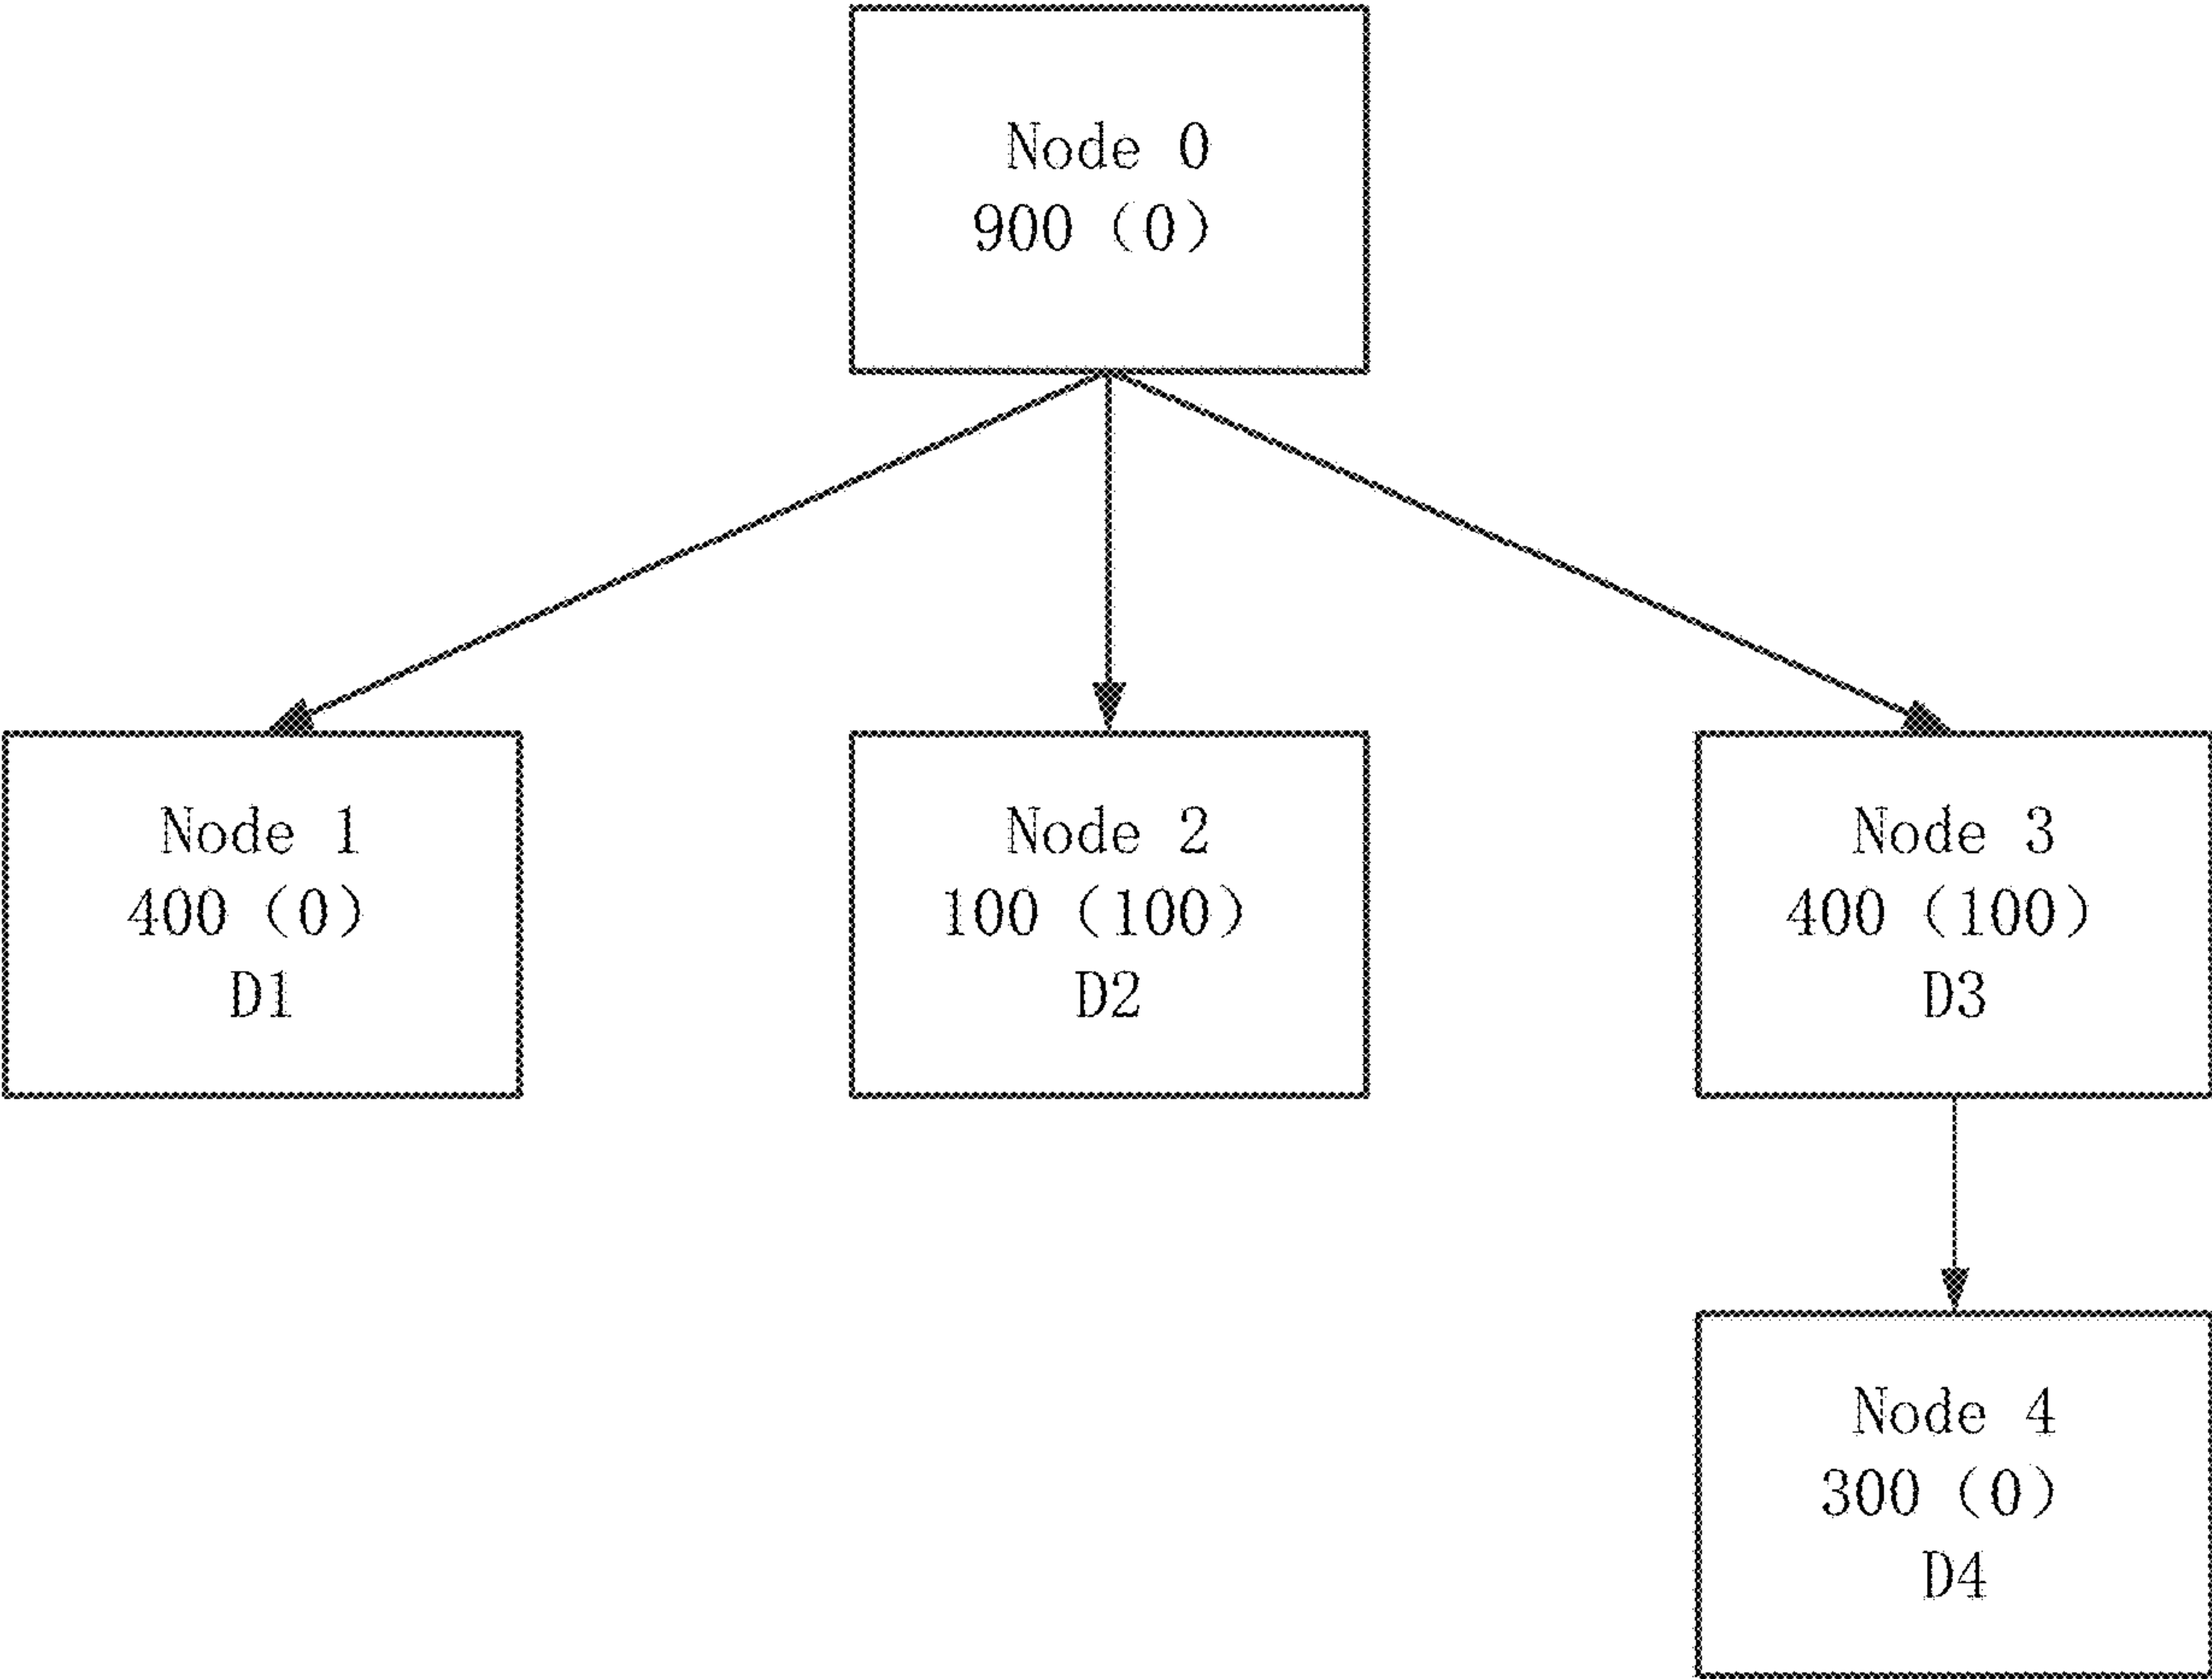 Node 0
900 (0)
Node 1
400 (0)
D1
Node 2
100 (100)
D2
Node 3
400 (100)
D3
Node 4
300 (0)
D4